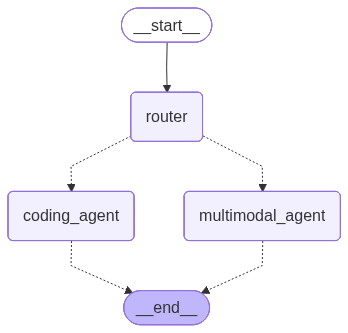 __start__
router
coding_agent
multimodal_agent
__end__